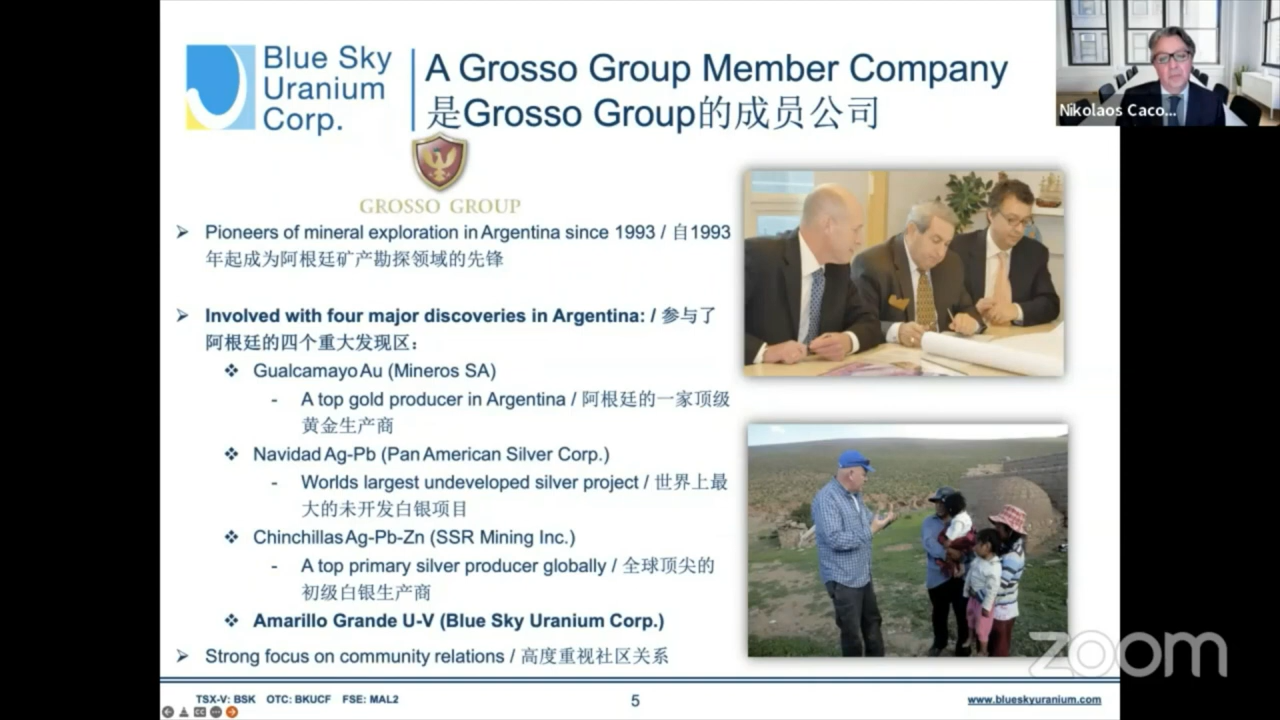 Blue Sky
Uranium
Corp.
A Grosso Group Member Company
是Grosso Group的成员公司
GROSSO GROUP
Pioneers of mineral exploration in Argentina since 1993 / 自1993
年起成为阿根廷矿产勘探领域的先锋
Involved with four major discoveries in Argentina: / 参与了
阿根廷的四个重大发现区：
Gualcamayo Au (Mineros SA)
- A top gold producer in Argentina / 阿根廷的一家顶级
黄金生产商
Navidad Ag-Pb (Pan American Silver Corp.)
- Worlds largest undeveloped silver project / 世界上最
大的未开发白银项目
Chinchillas Ag-Pb-Zn (SSR Mining Inc.)
- A top primary silver producer globally / 全球顶尖的
初级白银生产商
Amarillo Grande U-V (Blue Sky Uranium Corp.)
Strong focus on community relations / 高度重视社区关系
TSX-V: BSK OTC: BKUCF FSE: MAL2
5
www.blueskyuranium.com
Nikolaos Caco...
zoom